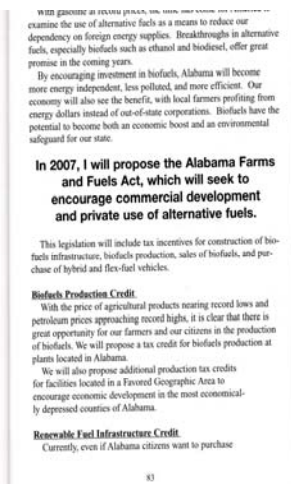 With gasoline at record prices, the time has come for
examine the use of alternative fuels as a means to reduce our
dependency on foreign energy supplies. Breakthroughs in alternative
fuels, especially biofuels such as ethanol and biodiesel, offer great
promise in the coming years.
By encouraging investment in biofuels, Alabama will become
more energy independent, less polluted, and more efficient. Our
economy will also see the benefit, with local farmers profiting from
energy dollars instead of out-of-state corporations. Biofuels have the
potential to become both an economic boost and an environmental
safeguard for our state.
In 2007, I will propose the Alabama Farms
and Fuels Act, which will seek to
encourage commercial development
and private use of alternative fuels.
This legislation will include tax incentives for construction of bio-
fuels infrastructure, biofuels production, sales of biofuels, and pur-
chase of hybrid and flex-fuel vehicles.
Biofuels Production Credit
With the price of agricultural products nearing record lows and
petroleum prices approaching record highs, it is clear that there is
great opportunity for our farmers and our citizens in the production
of biofuels. We will propose a tax credit for biofuels production at
plants located in Alabama.
We will also propose additional production tax credits
for facilities located in a Favored Geographic Area to
encourage economic development in the most economical-
ly depressed counties of Alabama.
Renewable Fuel Infrastructure Credit
Currently, even if Alabama citizens want to purchase
83